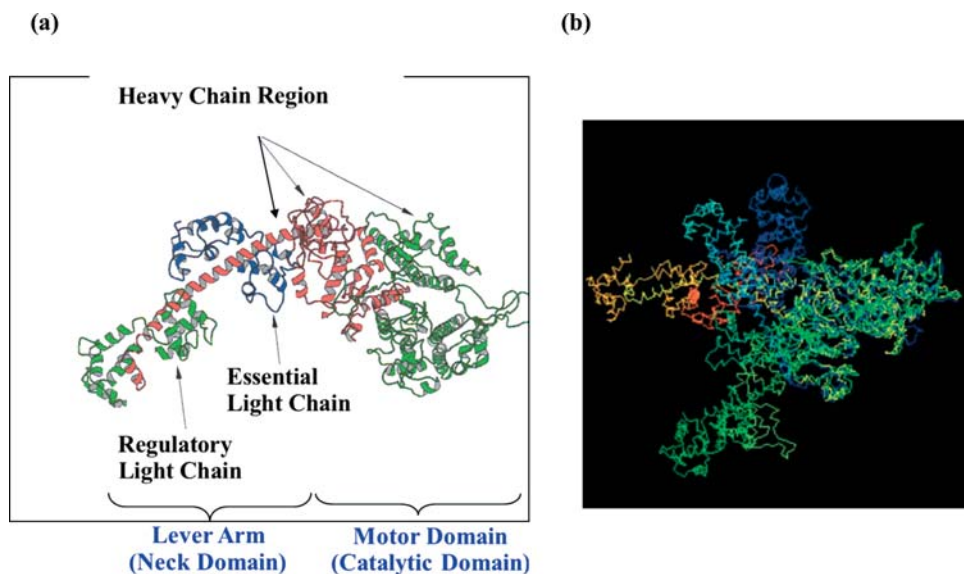 (a)
(b)
Heavy Chain Region
Essential
Light Chain
Regulatory
Light Chain
Lever Arm
(Neck Domain)
Motor Domain
(Catalytic Domain)